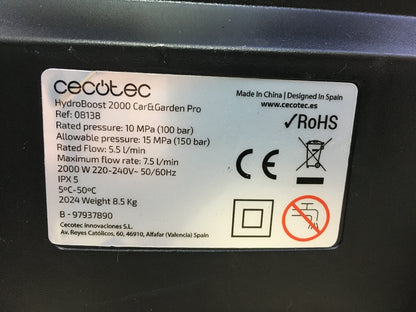 cecotec
HydroBoost 2000 Car&Garden Pro
Ref: 0B13B
Rated pressure: 10 MPa (100 bar)
Allowable pressure: 15 MPa (150 bar)
Rated Flow: 5.5 l/min
Maximum flow rate: 7.5 l/min
2000 W 220-240V~ 50/60Hz
IPX 5
5ºC-50ºC
2024 Weight 8.5 Kg
B - 97937890
Cecotec Innovaciones S.L.
Av. Reyes Católicos, 60, 46910, Alfafar (Valencia) Spain
Made in China | Designed in Spain
www.cecotec.es
✓RoHS
CE